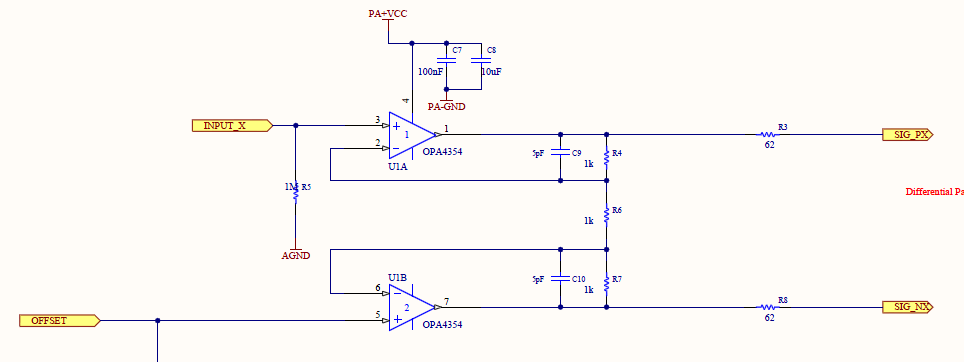 PA+VCC
C7
C8
100nF
10uF
4
PA-GND
INPUT_X
3
+
1
1
R3
SIG_PX
2
-
OPA4354
5pF
C9
R4
62
1k
U1A
1M
R5
Differential Pa
R6
1k
AGND
U1B
5pF
C10
R7
6
-
1k
2
7
R8
SIG_NX
OFFSET
5
+
OPA4354
62